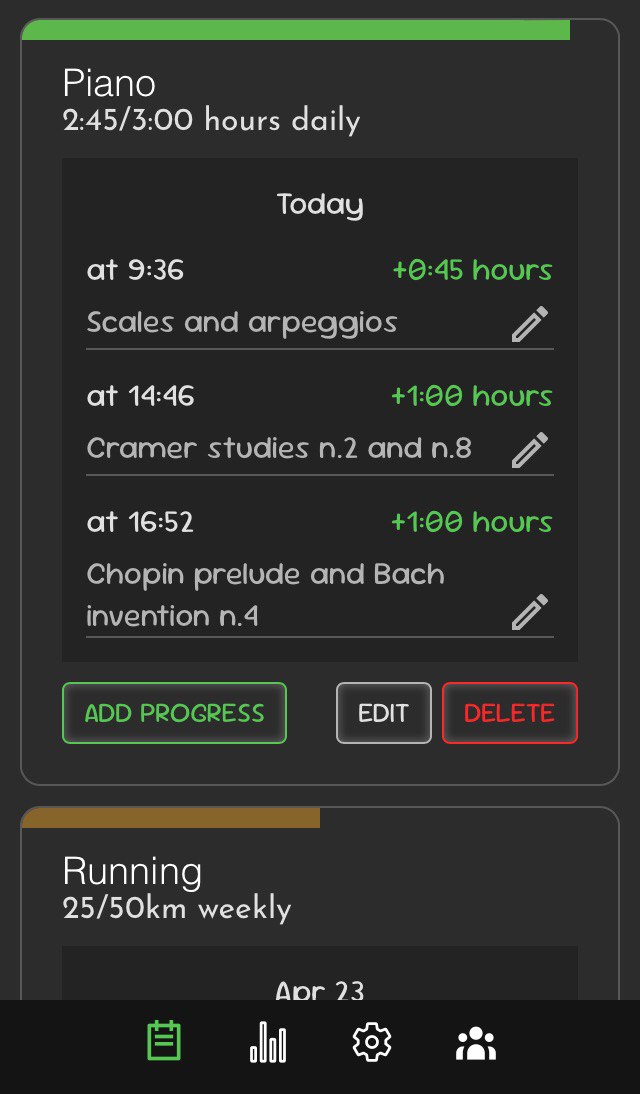 Piano
2:45/3:00 hours daily
Today
at 9:36 +0:45 hours
Scales and arpeggios
at 14:46 +1:00 hours
Cramer studies n.2 and n.8
at 16:52 +1:00 hours
Chopin prelude and Bach
invention n.4
ADD PROGRESS EDIT DELETE
Running
25/50km weekly
Apr 23